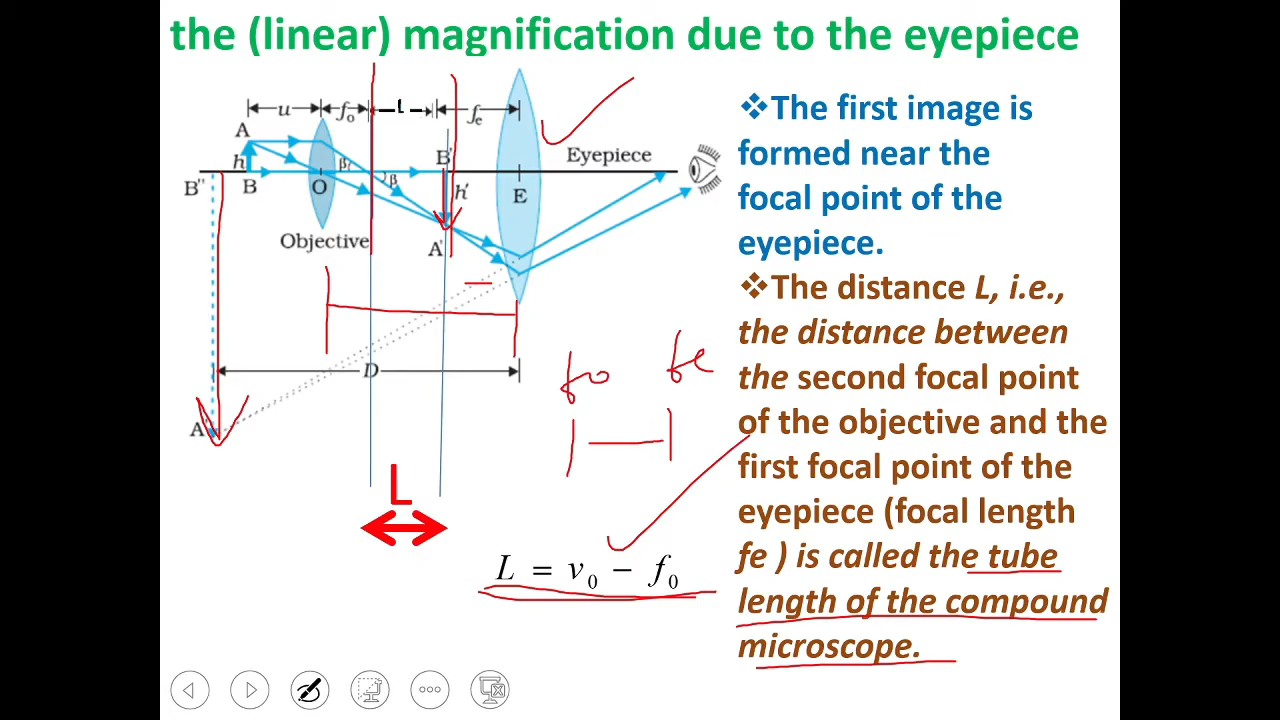 the (linear) magnification due to the eyepiece
u fo L fe
A
h β β B' Eyepiece
B" B O h' E
Objective A'
D
A"
fo fe
L
L = v₀ − f₀
❖The first image is
formed near the
focal point of the
eyepiece.
❖The distance L, i.e.,
the distance between
the second focal point
of the objective and the
first focal point of the
eyepiece (focal length
fe ) is called the tube
length of the compound
microscope.